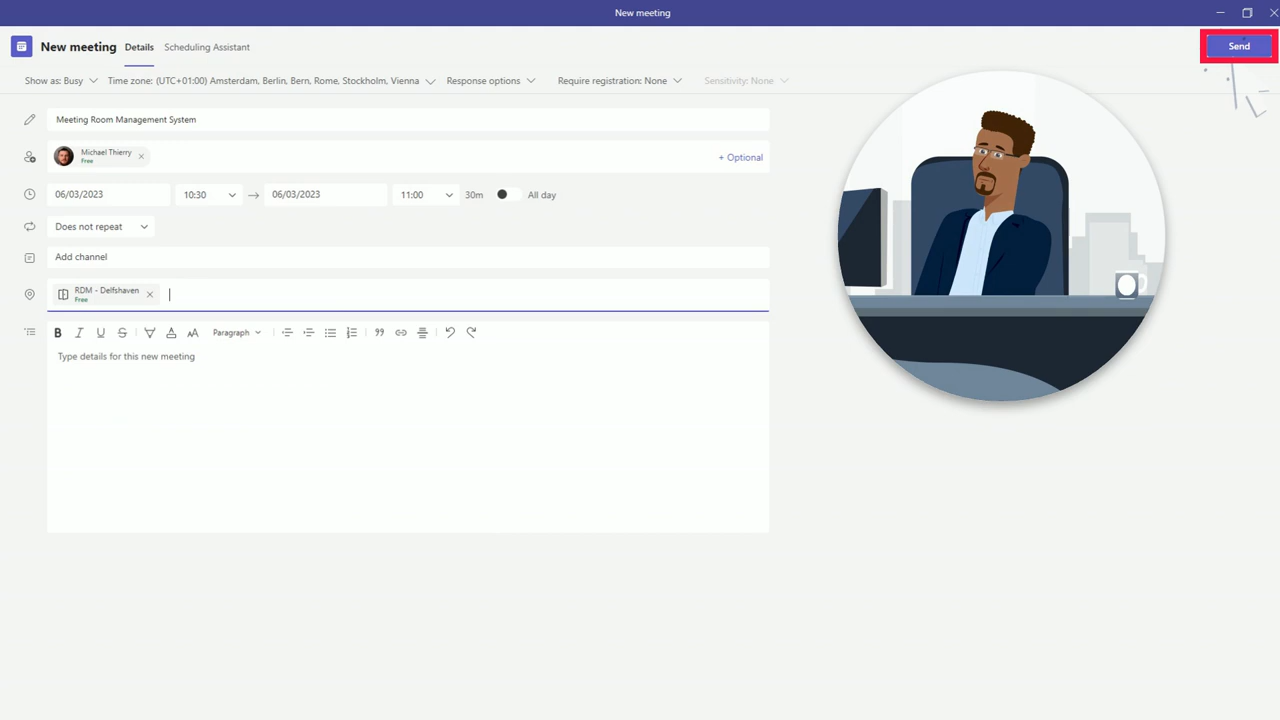 New meeting
New meeting Details Scheduling Assistant Send
Show as: Busy Time zone: (UTC+01:00) Amsterdam, Berlin, Bern, Rome, Stockholm, Vienna Response options Require registration: None Sensitivity: None
Meeting Room Management System
Michael Thierry
Free
+ Optional
06/03/2023 10:30 06/03/2023 11:00 30m All day
Does not repeat
Add channel
RDM - Delfshaven
Free
B I U S AA Paragraph
Type details for this new meeting